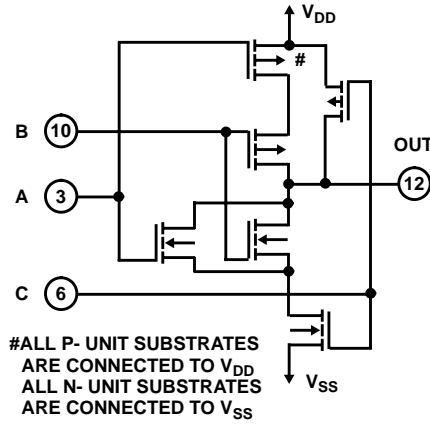 VDD
#
B 10
OUT
A 3
12
C 6
#ALL P- UNIT SUBSTRATES
ARE CONNECTED TO VDD
ALL N- UNIT SUBSTRATES
ARE CONNECTED TO VSS
VSS